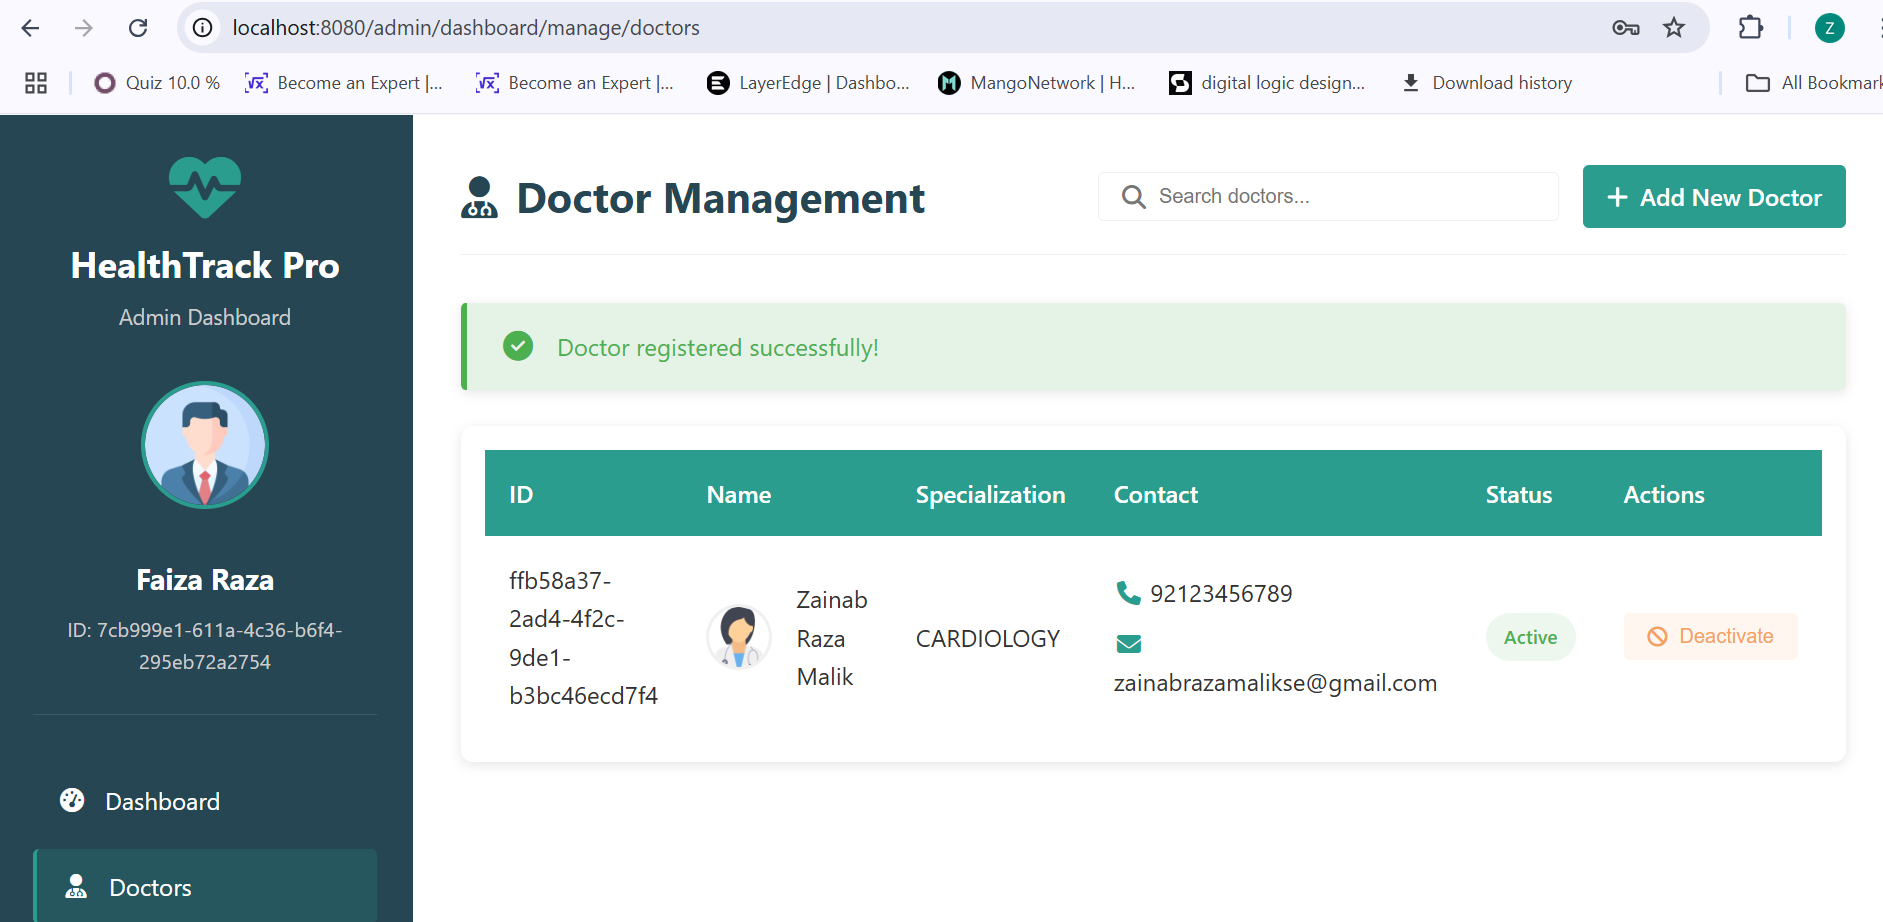 localhost:8080/admin/dashboard/manage/doctors
Z
Quiz 10.0 %
Become an Expert |...
Become an Expert |...
LayerEdge | Dashbo...
MangoNetwork | H...
digital logic design...
Download history
All Bookmark
HealthTrack Pro
Admin Dashboard
Faiza Raza
ID: 7cb999e1-611a-4c36-b6f4-
295eb72a2754
Dashboard
Doctors
Doctor Management
Search doctors...
Add New Doctor
Doctor registered successfully!
ID Name Specialization Contact Status Actions
ffb58a37-
2ad4-4f2c-
9de1-
b3bc46ecd7f4
Zainab
Raza
Malik
CARDIOLOGY
92123456789
zainabrazamalikse@gmail.com
Active
Deactivate